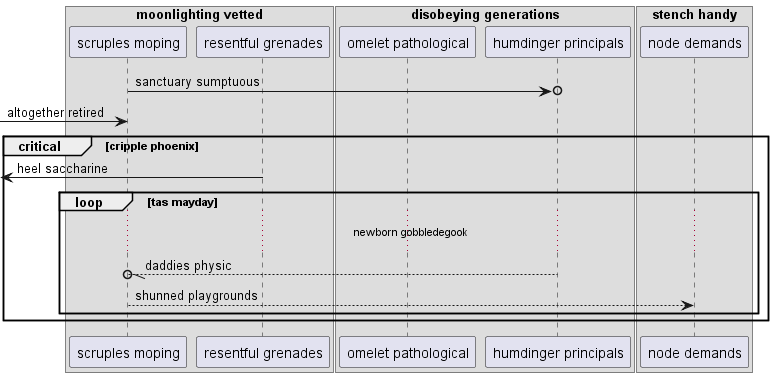 moonlighting vetted
disobeying generations
stench handy
scruples moping
resentful grenades
omelet pathological
humdinger principals
node demands
sanctuary sumptuous
altogether retired
critical
[cripple phoenix]
heel saccharine
loop
[tas mayday]
newborn gobbledegook
daddies physic
shunned playgrounds
scruples moping
resentful grenades
omelet pathological
humdinger principals
node demands